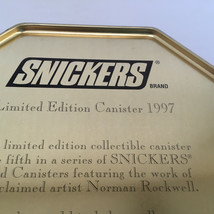 SNICKERS®
BRAND
Limited Edition Canister 1997
limited edition collectible canister
e fifth in a series of SNICKERS®
d Canisters featuring the work of
claimed artist Norman Rockwell.